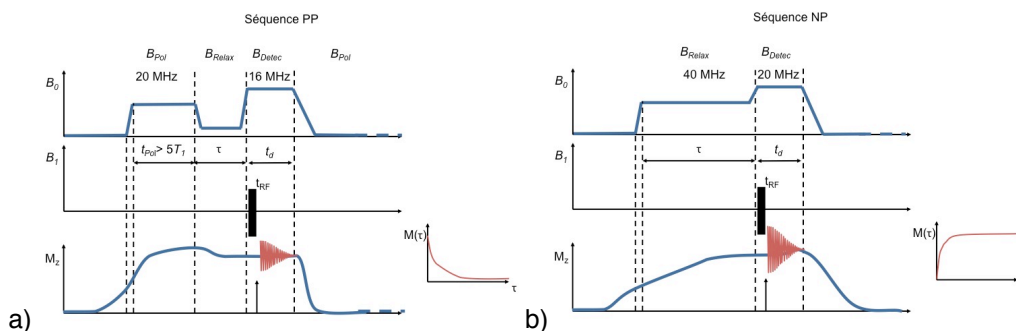 Séquence PP
B_Pol B_Relax B_Detec B_Pol
20 MHz 16 MHz
B_0
B_1
t_Pol > 5T_1 τ t_d
t_RF
M_z
M(τ)
τ
a)
Séquence NP
B_Relax B_Detec
40 MHz 20 MHz
B_0
B_1
τ t_d
t_RF
M_z
M(τ)
b)